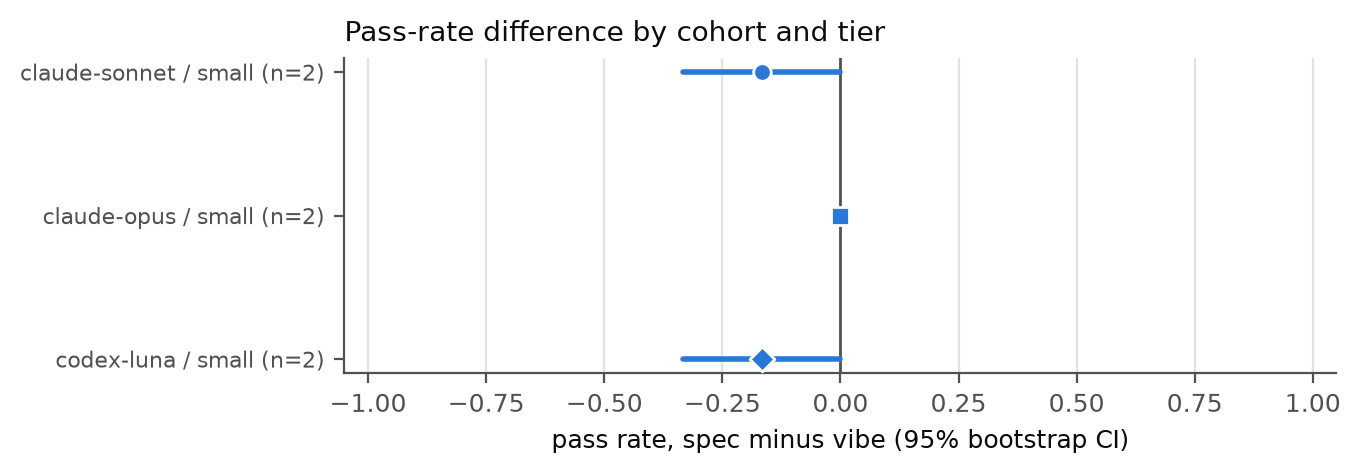 Pass-rate difference by cohort and tier
claude-sonnet / small (n=2)
claude-opus / small (n=2)
codex-luna / small (n=2)
−1.00 −0.75 −0.50 −0.25 0.00 0.25 0.50 0.75 1.00
pass rate, spec minus vibe (95% bootstrap CI)